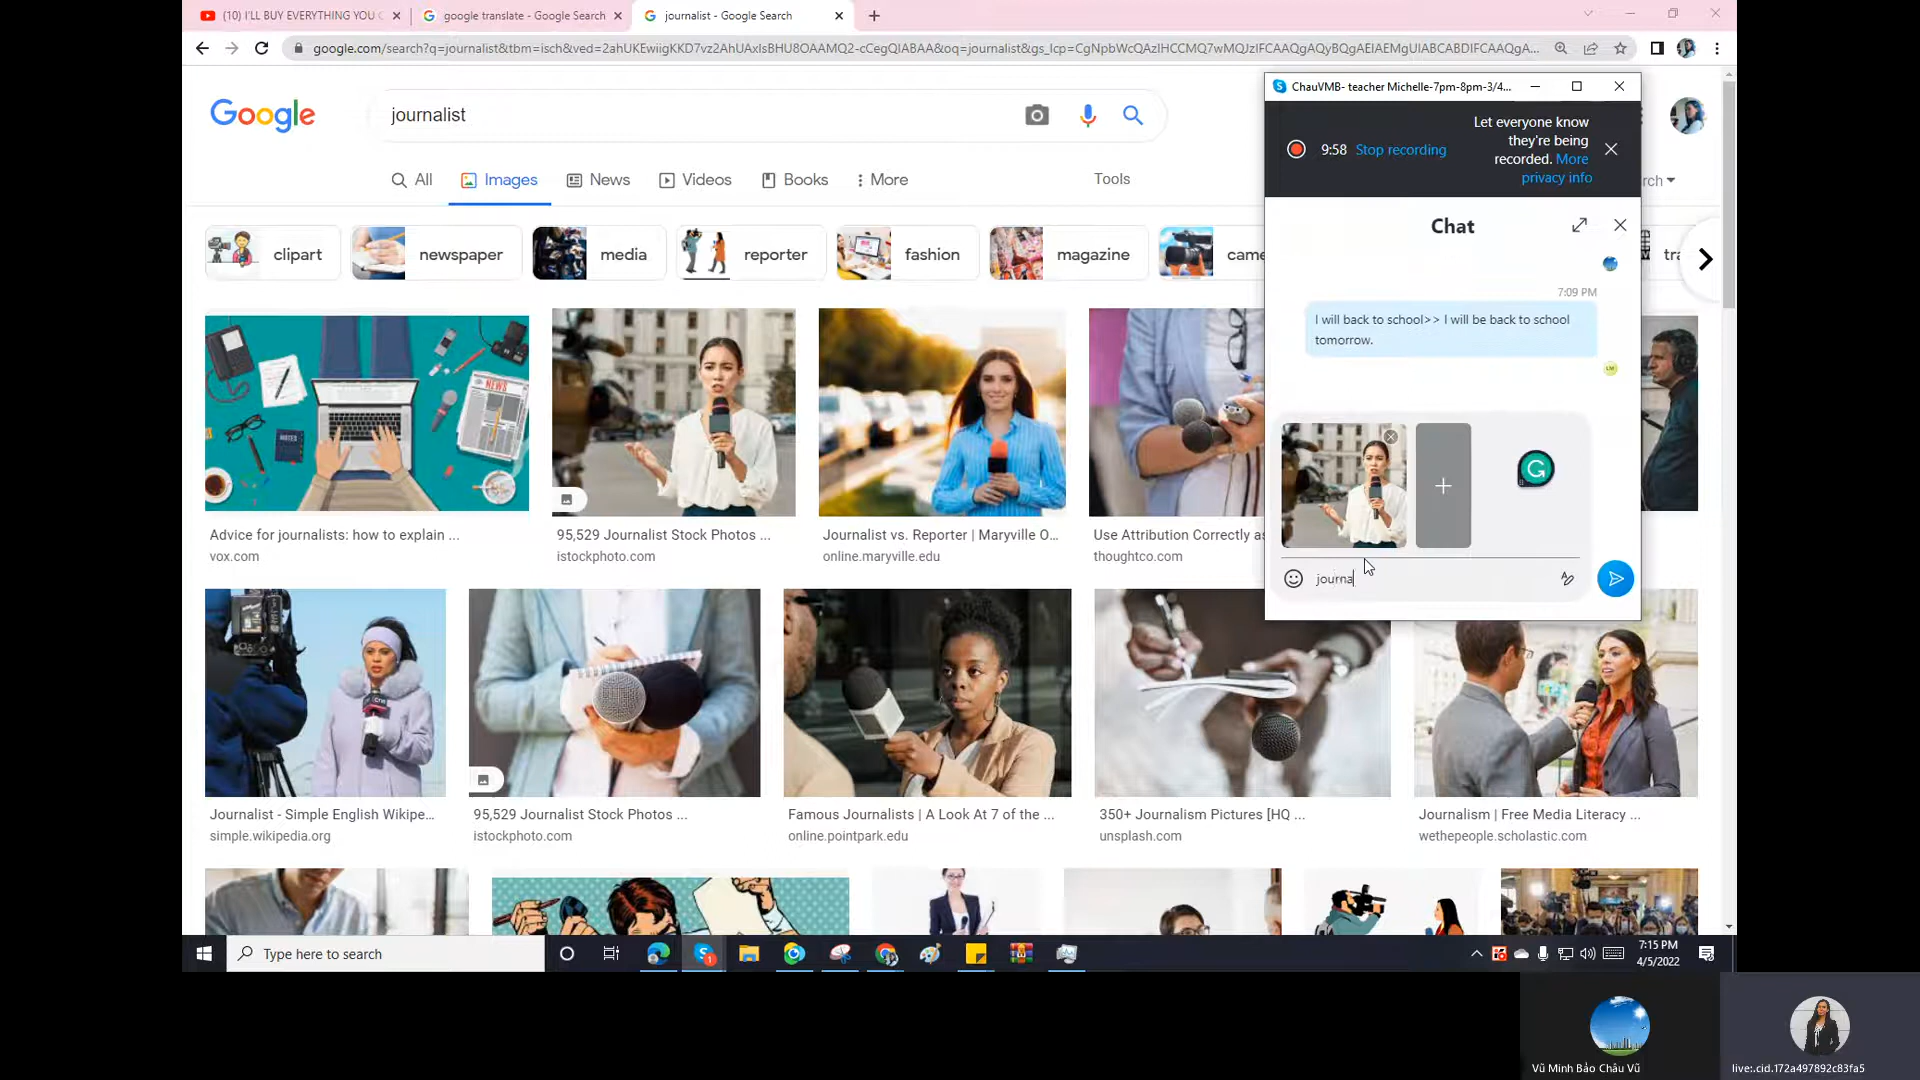 (10) I'LL BUY EVERYTHING YOU C
google translate - Google Search
journalist - Google Search
google.com/search?q=journalist&tbm=isch&ved=2ahUKEwiigKKD7vz2AhUAxIsBHU8OAAMQ2-cCegQIABAA&oq=journalist&gs_lcp=CgNpbWcQAzIHCCMQ7wMQJzIFCAAQgAQyBQgAEIAEMgUIABCABDIFCAAQgA...
Google
journalist
All
Images
News
Videos
Books
More
Tools
clipart
newspaper
media
reporter
fashion
magazine
came
NEWS
NOTES
Advice for journalists: how to explain ...
vox.com
95,529 Journalist Stock Photos ...
istockphoto.com
Journalist vs. Reporter | Maryville O...
online.maryville.edu
Use Attribution Correctly as
thoughtco.com
Journalist - Simple English Wikipe...
simple.wikipedia.org
95,529 Journalist Stock Photos ...
istockphoto.com
Famous Journalists | A Look At 7 of the ...
online.pointpark.edu
350+ Journalism Pictures [HQ ...
unsplash.com
Journalism | Free Media Literacy ...
wethepeople.scholastic.com
ChauVMB- teacher Michelle-7pm-8pm-3/4...
9:58 Stop recording
Let everyone know
they're being
recorded. More
privacy info
Chat
7:09 PM
I will back to school>> I will be back to school
tomorrow.
LM
journa
Type here to search
7:15 PM
4/5/2022
Vũ Minh Bảo Châu Vũ
live:.cid.172a497892c83fa5